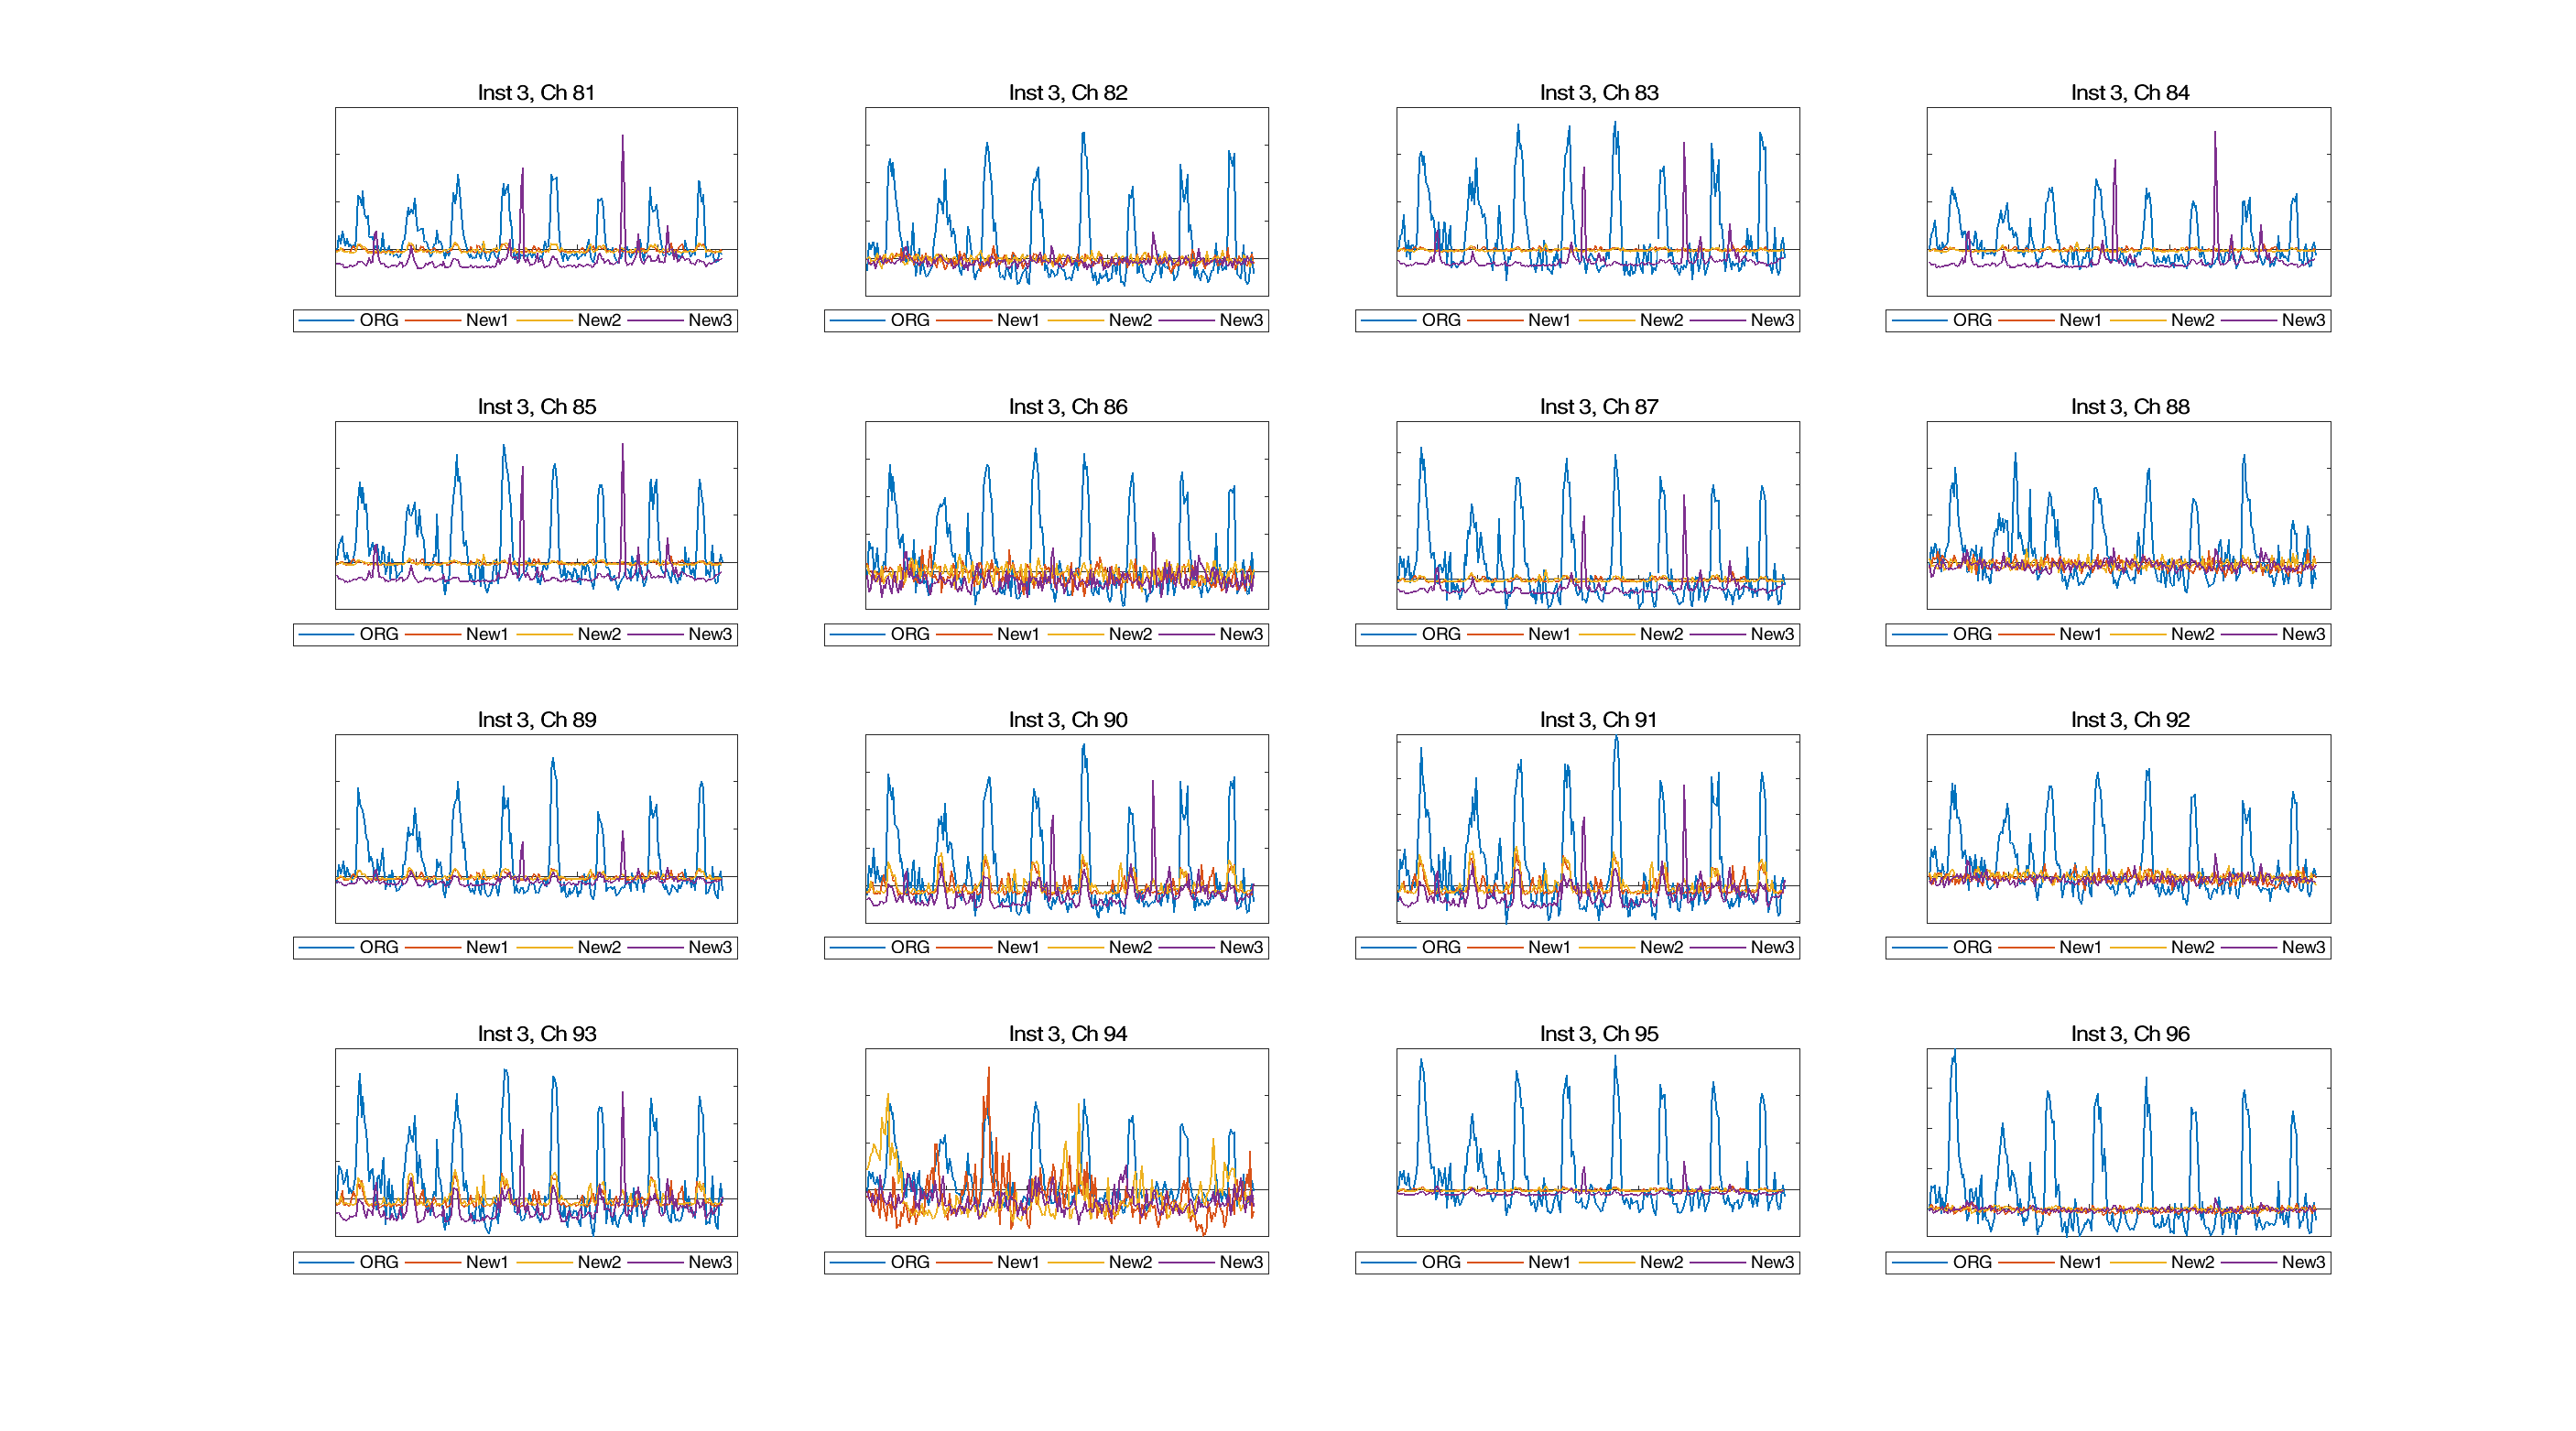 Inst 3, Ch 81
Inst 3, Ch 82
Inst 3, Ch 83
Inst 3, Ch 84
ORG New1 New2 New3
ORG New1 New2 New3
ORG New1 New2 New3
ORG New1 New2 New3
Inst 3, Ch 85
Inst 3, Ch 86
Inst 3, Ch 87
Inst 3, Ch 88
ORG New1 New2 New3
ORG New1 New2 New3
ORG New1 New2 New3
ORG New1 New2 New3
Inst 3, Ch 89
Inst 3, Ch 90
Inst 3, Ch 91
Inst 3, Ch 92
ORG New1 New2 New3
ORG New1 New2 New3
ORG New1 New2 New3
ORG New1 New2 New3
Inst 3, Ch 93
Inst 3, Ch 94
Inst 3, Ch 95
Inst 3, Ch 96
ORG New1 New2 New3
ORG New1 New2 New3
ORG New1 New2 New3
ORG New1 New2 New3